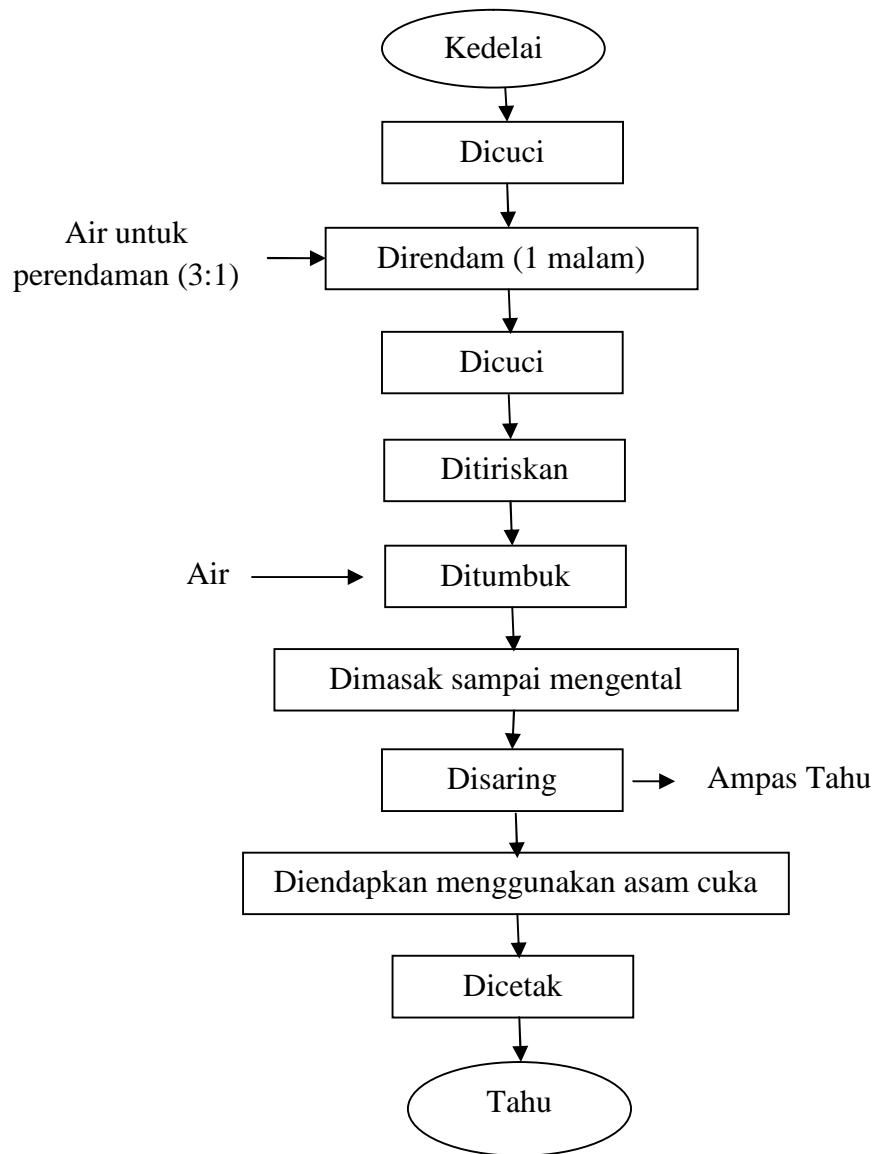 Kedelai
Dicuci
Air untuk
perendaman (3:1)
Direndam (1 malam)
Dicuci
Ditiriskan
Air
Ditumbuk
Dimasak sampai mengental
Disaring
Ampas Tahu
Diendapkan menggunakan asam cuka
Dicetak
Tahu